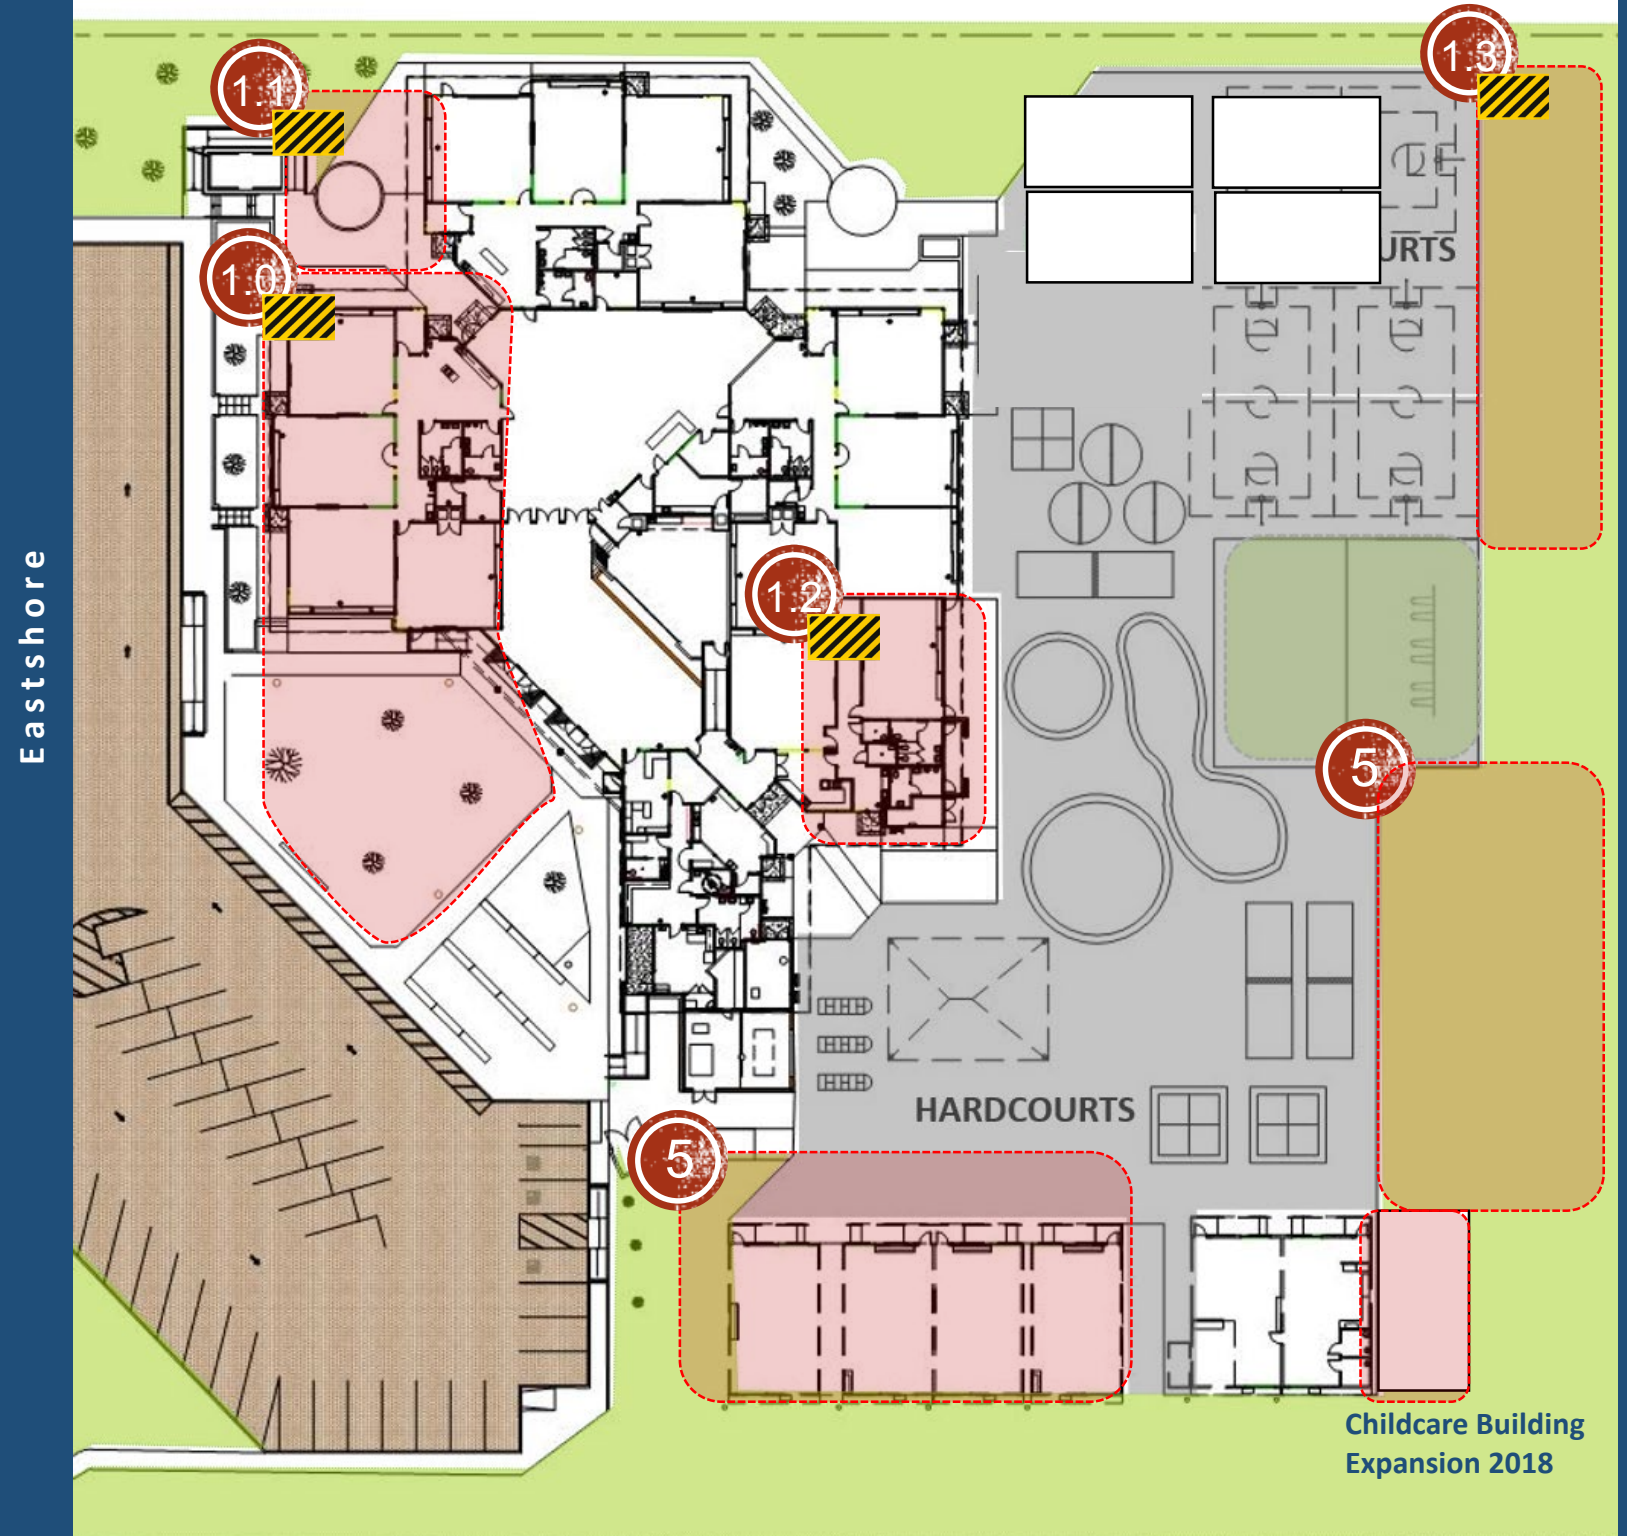 Eastshore
1.1
1.3
1.0
URTS
1.2
5
HARDCOURTS
5
Childcare Building
Expansion 2018